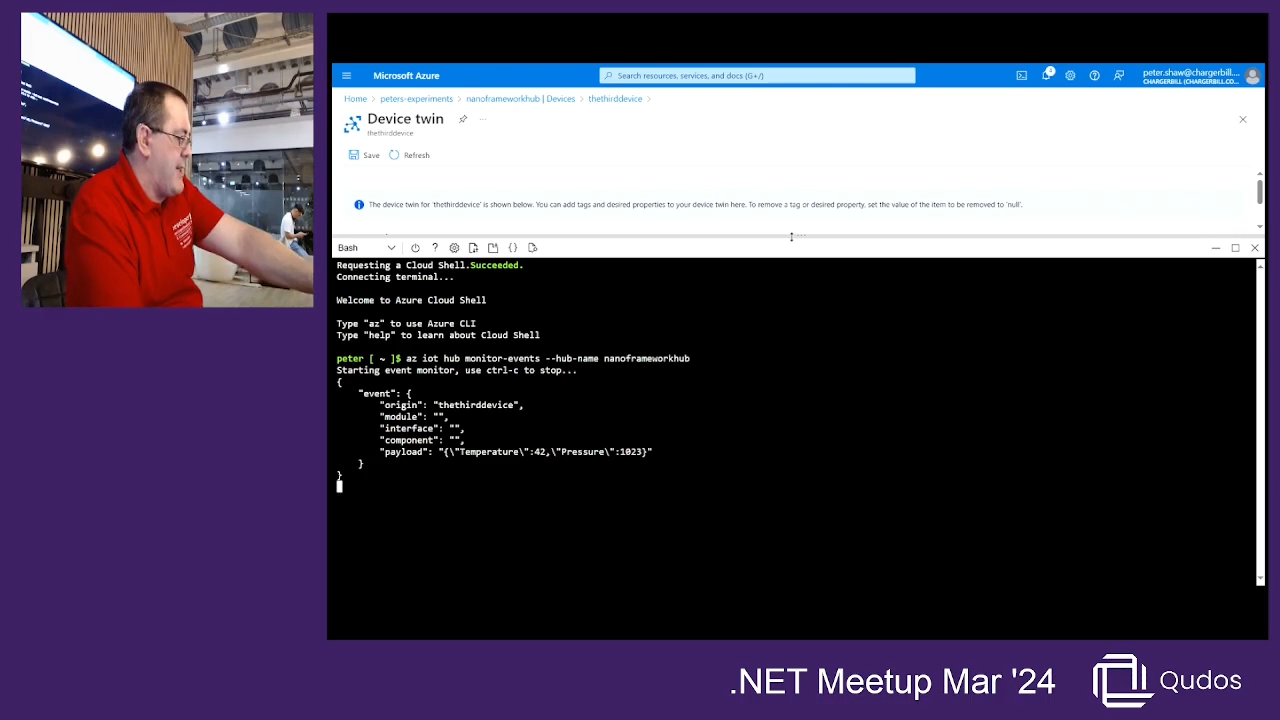 Microsoft Azure
Search resources, services, and docs (G+/)
1
peter.shaw@chargerbill....
CHARGERBILL (CHARGERBILL.CO...
Home > peters-experiments > nanoframeworkhub | Devices > thethirddevice >
Device twin
thethirddevice
Save Refresh
The device twin for 'thethirddevice' is shown below. You can add tags and desired properties to your device twin here. To remove a tag or desired property, set the value of the item to be removed to 'null'.
Bash
Requesting a Cloud Shell.Succeeded.
Connecting terminal...
Welcome to Azure Cloud Shell
Type "az" to use Azure CLI
Type "help" to learn about Cloud Shell
peter [ ~ ]$ az iot hub monitor-events --hub-name nanoframeworkhub
Starting event monitor, use ctrl-c to stop...
{
"event": {
"origin": "thethirddevice",
"module": "",
"interface": "",
"component": "",
"payload": "{\"Temperature\":42,\"Pressure\":1023}"
}
}
.NET Meetup Mar '24
Qudos